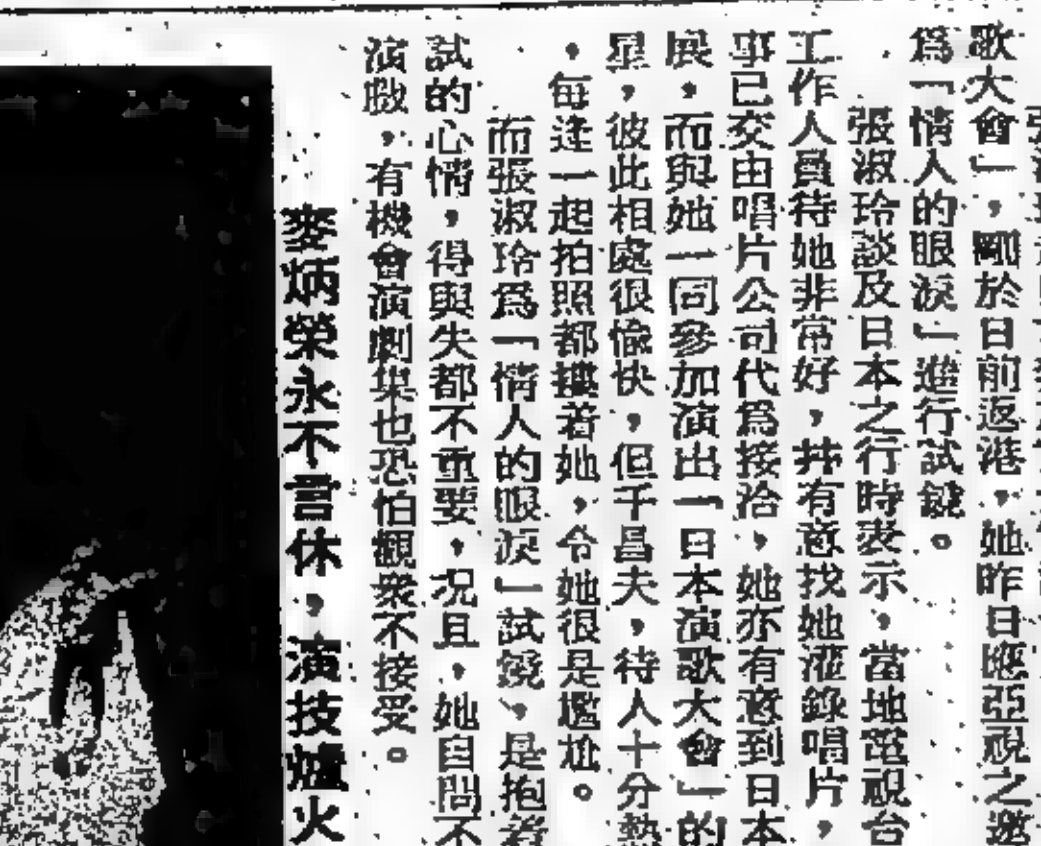 歌大會」，剛於日前返港，她昨日應亞視之邀
爲「情人的眼淚」進行試鏡。
張淑玲談及日本之行時表示，當地電視台
工作人員待她非常好，幷有意找她灌錄唱片，
事已交由唱片公司代爲接洽，她亦有意到日本
展，而與她一同參加演出「日本演歌大會」的
星，彼此相處很愉快，但千昌夫，待人十分熱
，每逢一起拍照都摟着她，令她很是尷尬。
而張淑玲爲「情人的眼淚」試鏡，是抱着
試的心情，得與失都不重要，況且，她自問不
演戲，有機會演劇集也恐怕觀衆不接受。
麥炳榮永不言休，演技爐火